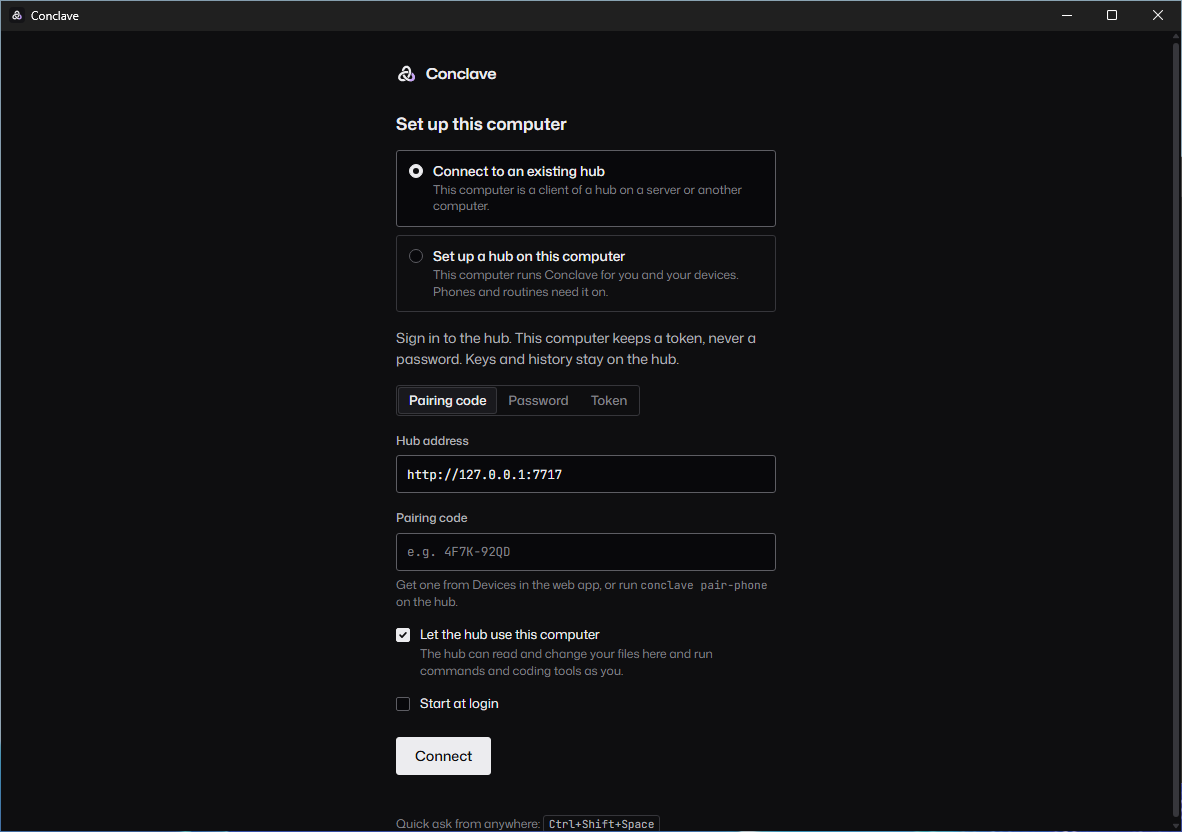 Conclave
Conclave
Set up this computer
Connect to an existing hub
This computer is a client of a hub on a server or another
computer.
Set up a hub on this computer
This computer runs Conclave for you and your devices.
Phones and routines need it on.
Sign in to the hub. This computer keeps a token, never a
password. Keys and history stay on the hub.
Pairing code Password Token
Hub address
http://127.0.0.1:7717
Pairing code
e.g. 4F7K-92QD
Get one from Devices in the web app, or run conclave pair-phone
on the hub.
Let the hub use this computer
The hub can read and change your files here and run
commands and coding tools as you.
Start at login
Connect
Quick ask from anywhere: Ctrl+Shift+Space